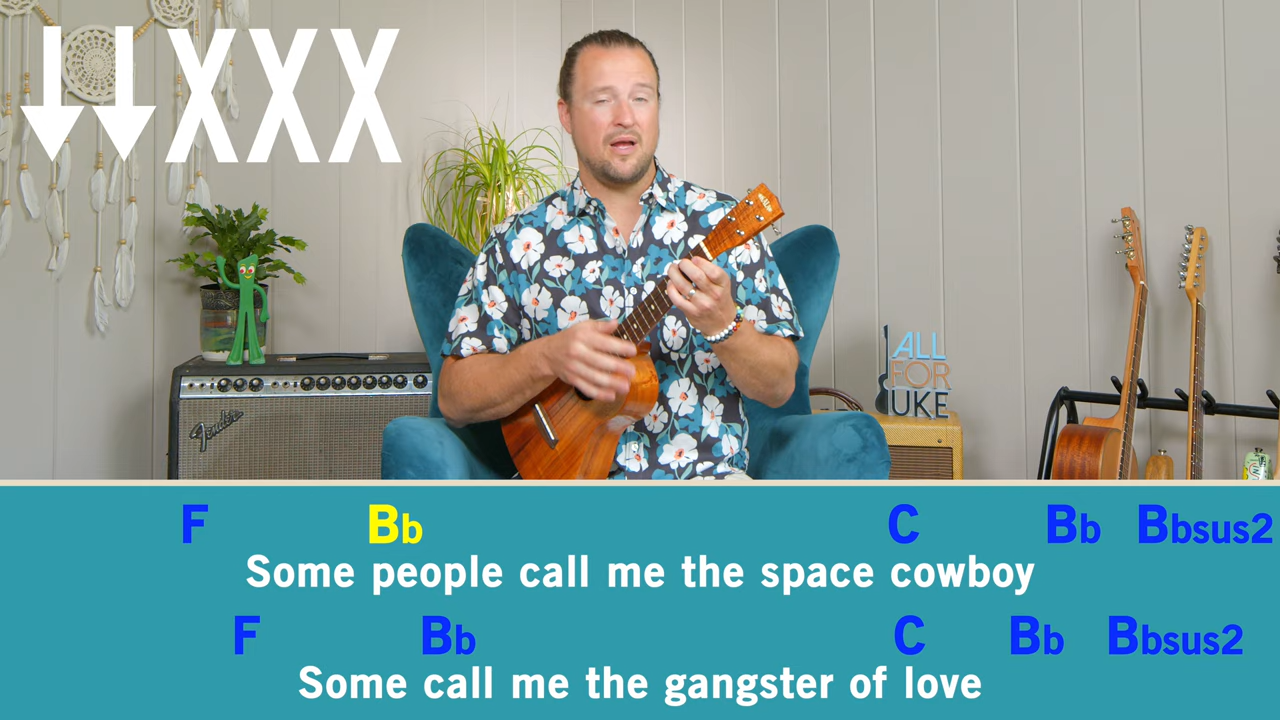 ↓↓XXX
Fender
ALL
FOR
UKE
F Bb C Bb Bbsus2
Some people call me the space cowboy
F Bb C Bb Bbsus2
Some call me the gangster of love